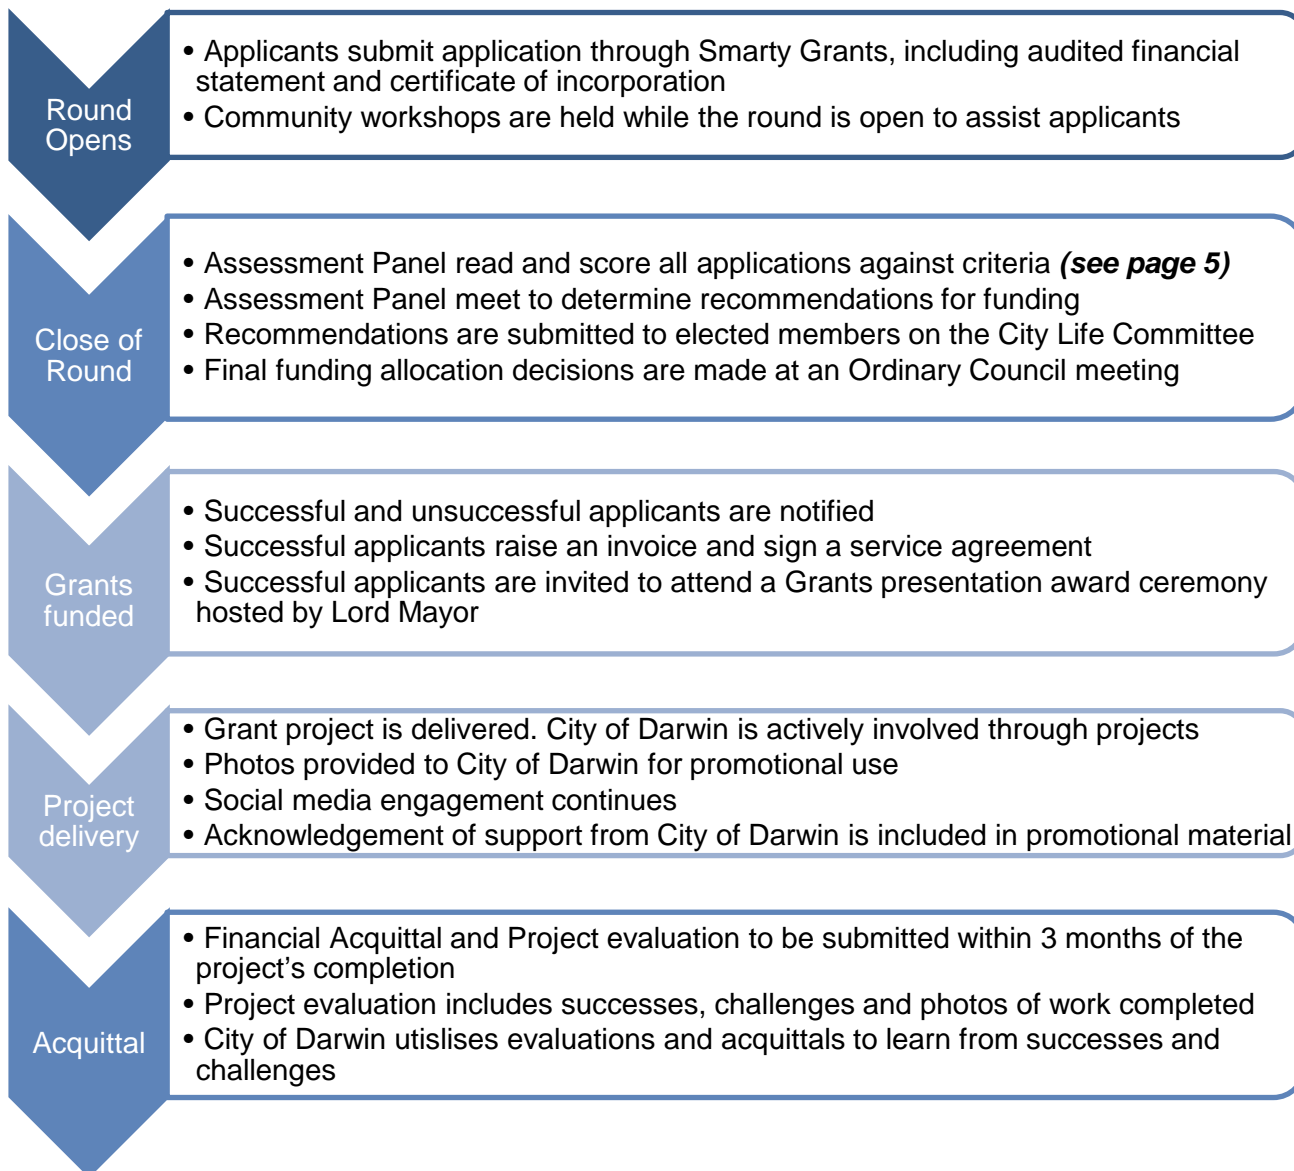 Round
Opens
• Applicants submit application through Smarty Grants, including audited financial
statement and certificate of incorporation
• Community workshops are held while the round is open to assist applicants
Close of
Round
• Assessment Panel read and score all applications against criteria (see page 5)
• Assessment Panel meet to determine recommendations for funding
• Recommendations are submitted to elected members on the City Life Committee
• Final funding allocation decisions are made at an Ordinary Council meeting
Grants
funded
• Successful and unsuccessful applicants are notified
• Successful applicants raise an invoice and sign a service agreement
• Successful applicants are invited to attend a Grants presentation award ceremony
hosted by Lord Mayor
Project
delivery
• Grant project is delivered. City of Darwin is actively involved through projects
• Photos provided to City of Darwin for promotional use
• Social media engagement continues
• Acknowledgement of support from City of Darwin is included in promotional material
Acquittal
• Financial Acquittal and Project evaluation to be submitted within 3 months of the
project's completion
• Project evaluation includes successes, challenges and photos of work completed
• City of Darwin utislises evaluations and acquittals to learn from successes and
challenges